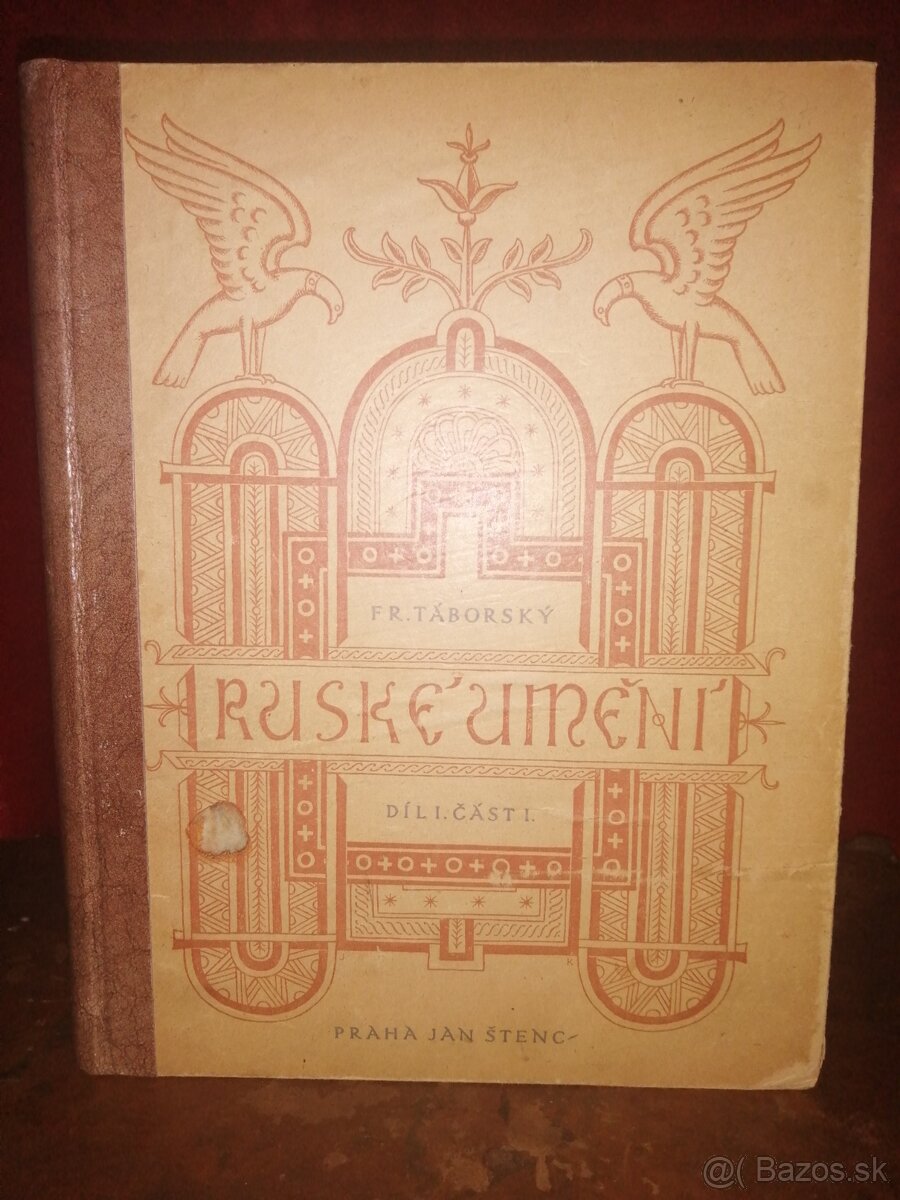 FR. TÁBORSKÝ
RUSKÉ UMĚNÍ
DÍL I. ČÁST I.
PRAHA JAN ŠTENC
@( Bazos.sk